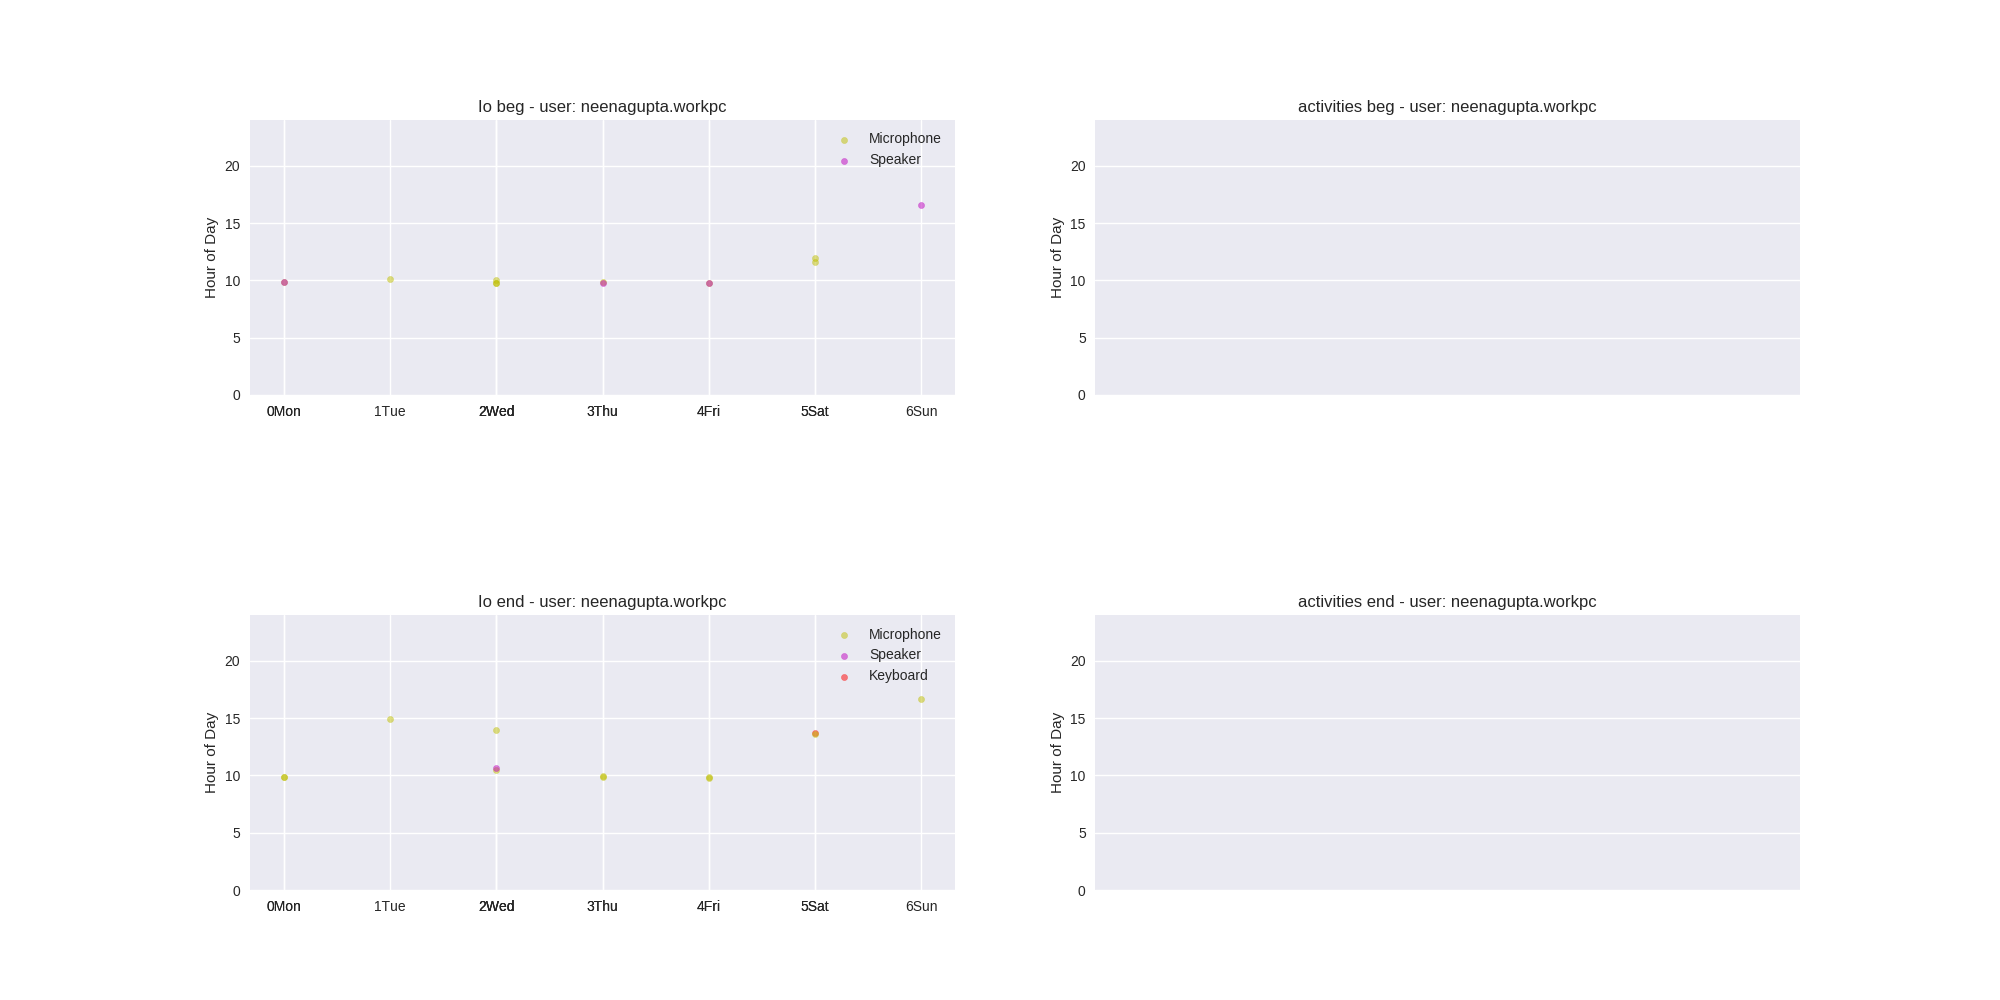 Io beg - user: neenagupta.workpc
Microphone
Speaker
Hour of Day
20
15
10
5
0
0Mon 1Tue 2Wed 3Thu 4Fri 5Sat 6Sun
activities beg - user: neenagupta.workpc
Hour of Day
20
15
10
5
0
Io end - user: neenagupta.workpc
Microphone
Speaker
Keyboard
Hour of Day
20
15
10
5
0
0Mon 1Tue 2Wed 3Thu 4Fri 5Sat 6Sun
activities end - user: neenagupta.workpc
Hour of Day
20
15
10
5
0